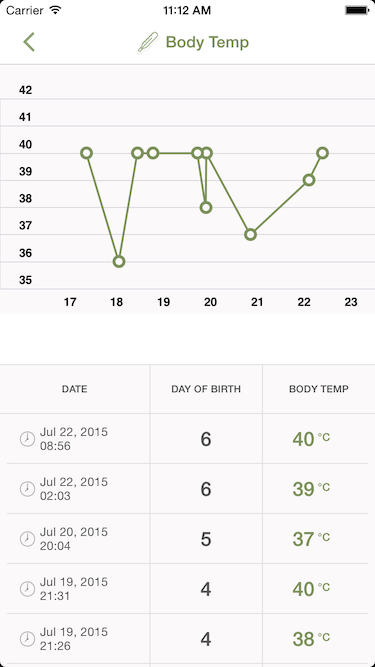 Carrier 11:12 AM
Body Temp
42
41
40
39
38
37
36
35
17 18 19 20 21 22 23
DATE DAY OF BIRTH BODY TEMP
Jul 22, 2015
08:56
6 40 °C
Jul 22, 2015
02:03
6 39 °C
Jul 20, 2015
20:04
5 37 °C
Jul 19, 2015
21:31
4 40 °C
Jul 19, 2015
21:26
4 38 °C